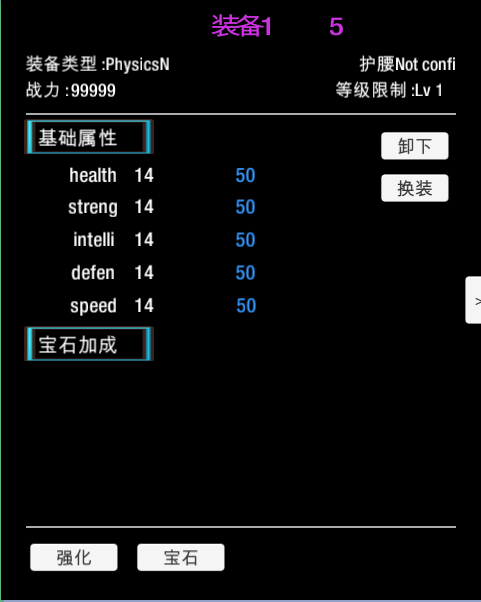 装备1 5
装备类型 :PhysicsN 护腰Not confi
战力 :99999 等级限制 :Lv 1
基础属性 卸下
health 14 50
换装
streng 14 50
intelli 14 50
defen 14 50
speed 14 50
>
宝石加成
强化 宝石